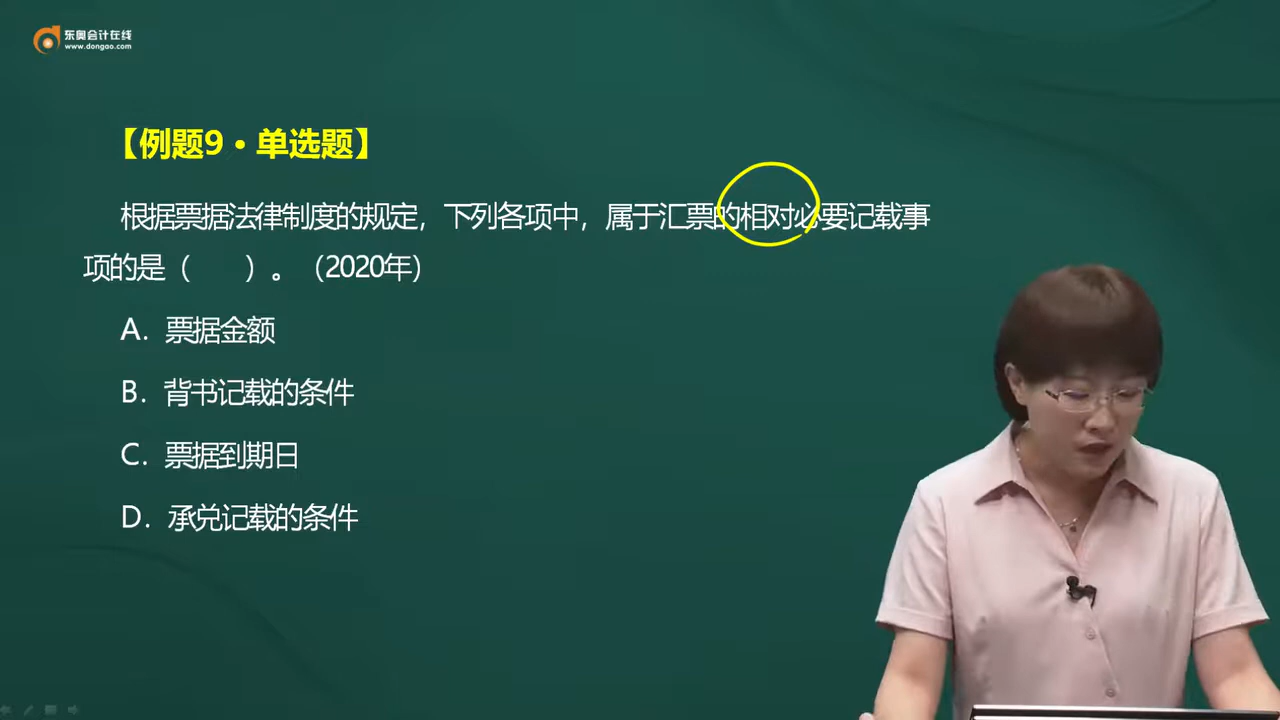 东奥会计在线
www.dongao.com
【例题9·单选题】
根据票据法律制度的规定，下列各项中，属于汇票的相对必要记载事
项的是（　　）。（2020年）
A．票据金额
B．背书记载的条件
C．票据到期日
D．承兑记载的条件